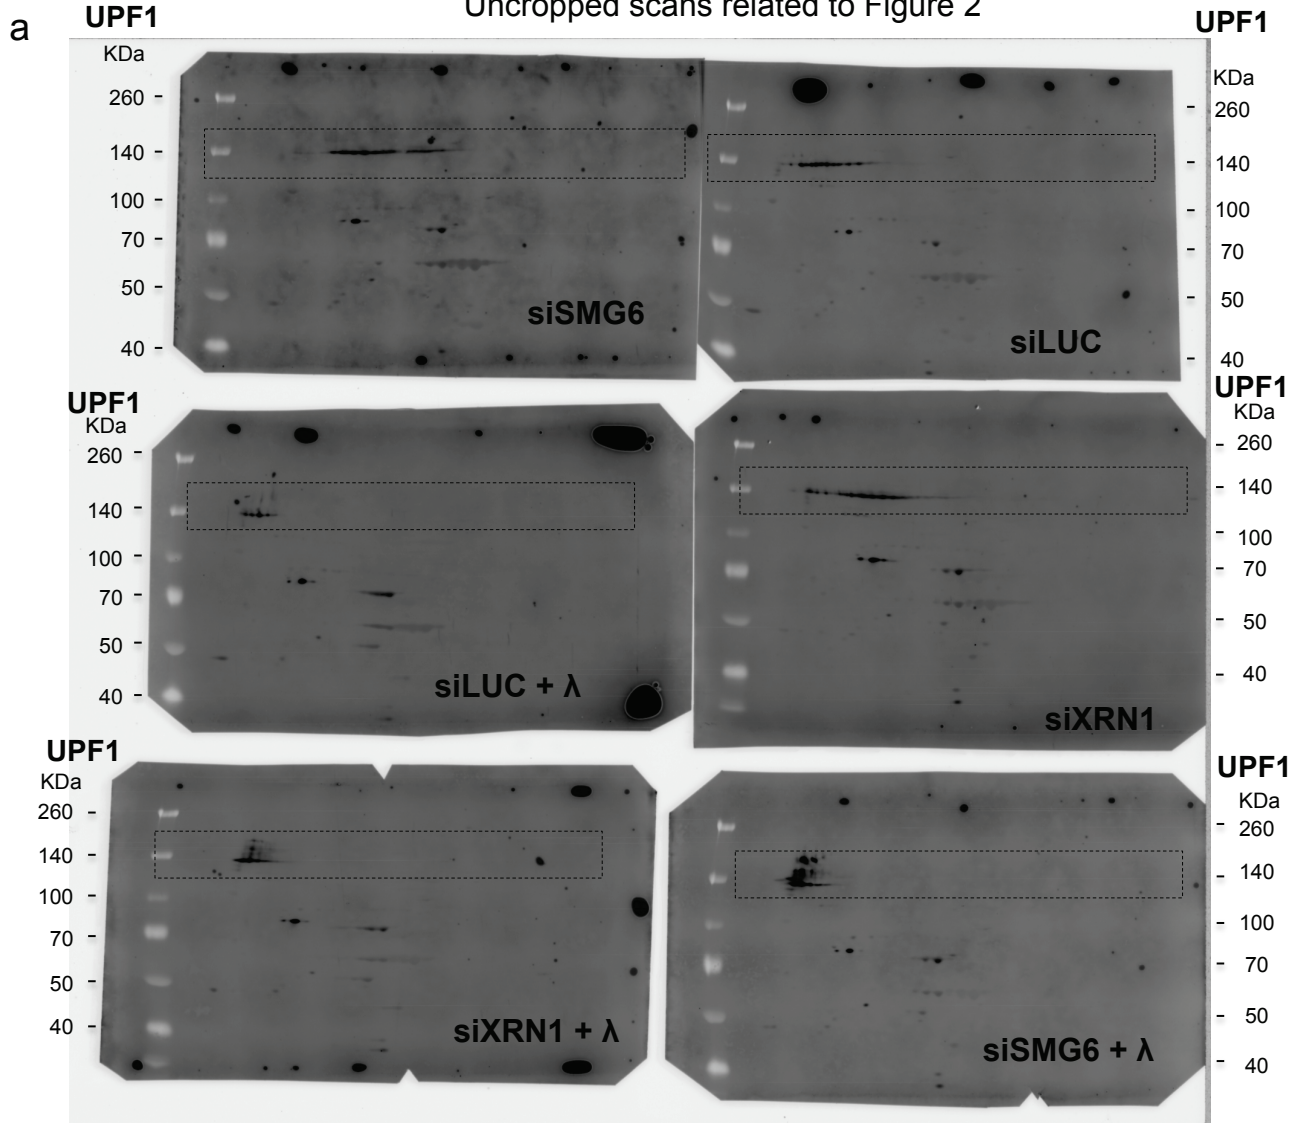 Uncropped scans related to Figure 2
a
UPF1
KDa
260
140
100
70
50
40
siSMG6
UPF1
KDa
260
140
100
70
50
40
siLUC
UPF1
KDa
260
140
100
70
50
40
siLUC + λ
UPF1
KDa
260
140
100
70
50
40
siXRN1
UPF1
KDa
260
140
100
70
50
40
siXRN1 + λ
UPF1
KDa
260
140
100
70
50
40
siSMG6 + λ